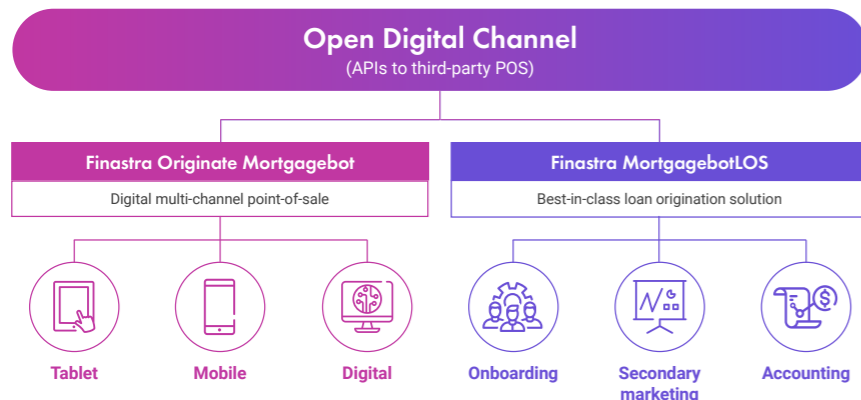 Open Digital Channel
(APIs to third-party POS)
Finastra Originate Mortgagebot
Digital multi-channel point-of-sale
Finastra MortgagebotLOS
Best-in-class loan origination solution
Tablet
Mobile
Digital
Onboarding
Secondary
marketing
Accounting